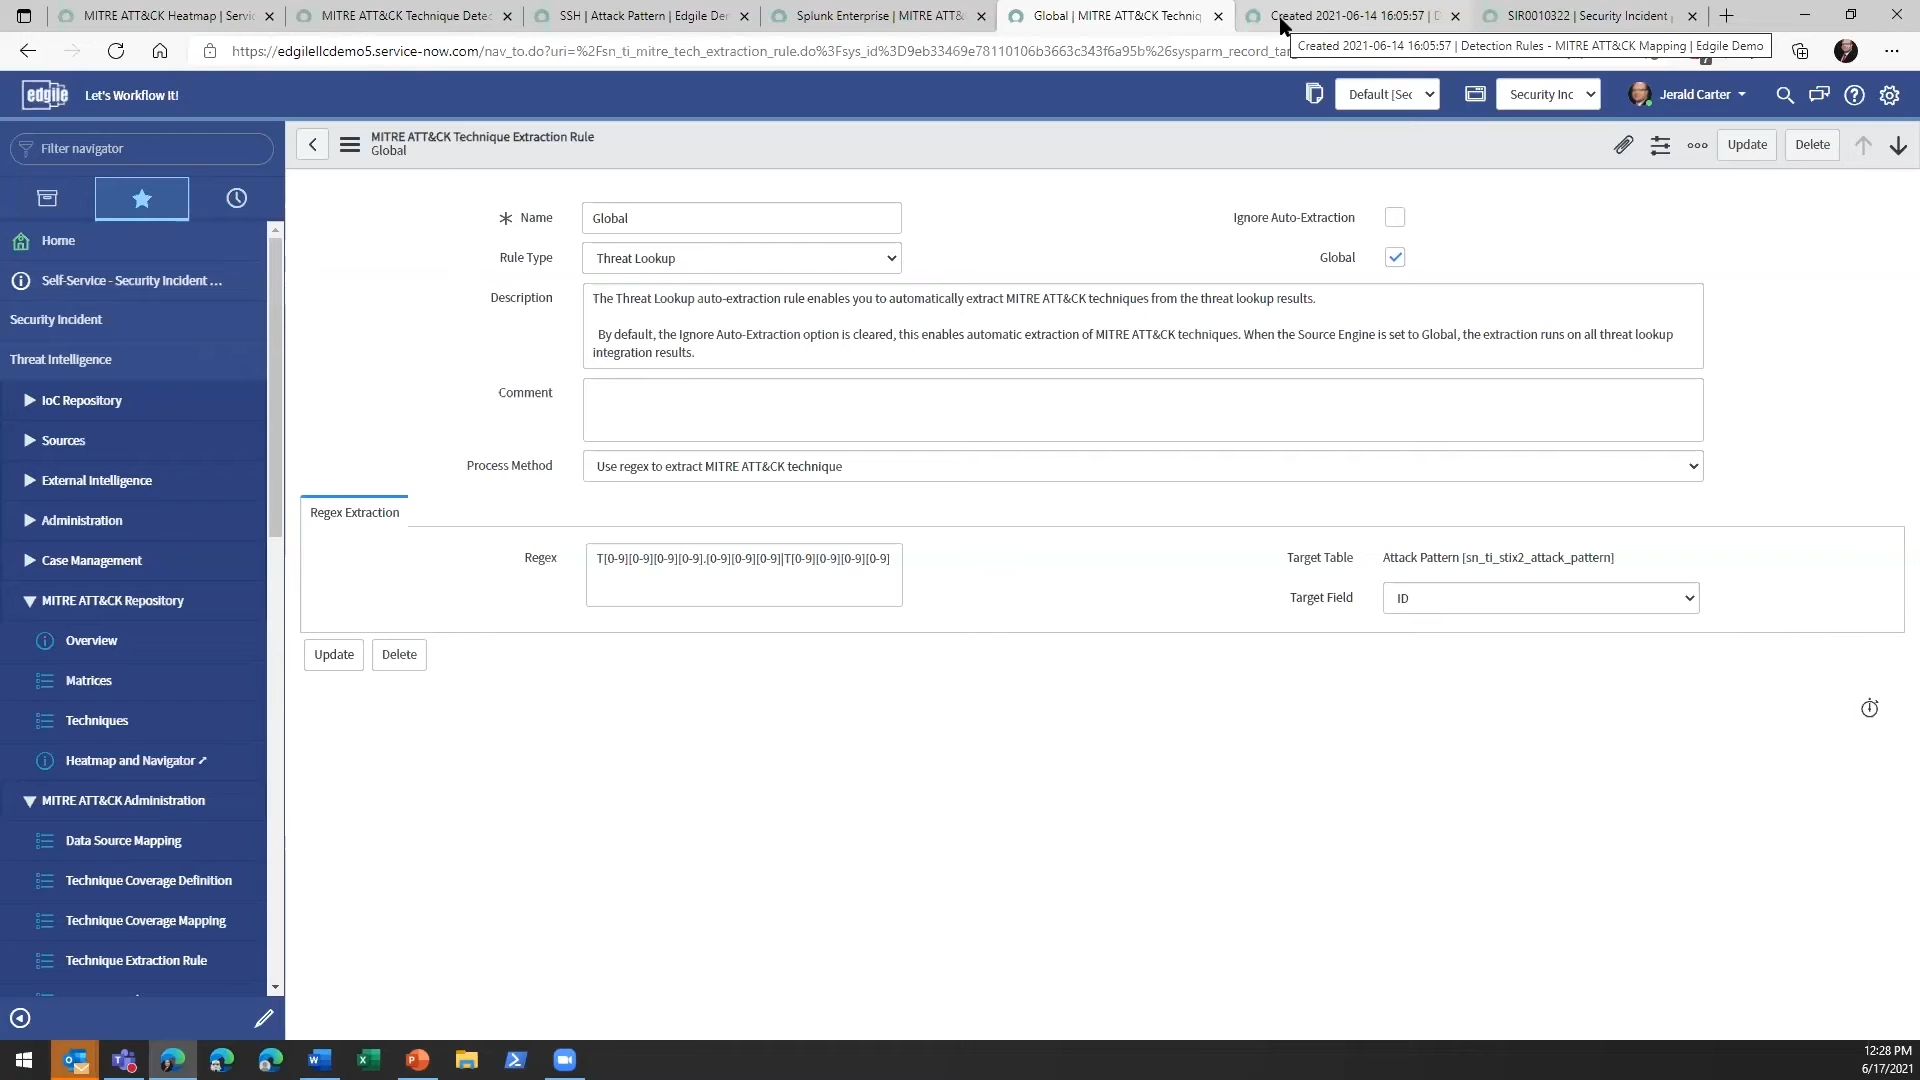 MITRE ATT&CK Heatmap | Servic
MITRE ATT&CK Technique Detec
SSH | Attack Pattern | Edgile Der
Splunk Enterprise | MITRE ATT&
Global | MITRE ATT&CK Techniq
Created 2021-06-14 16:05:57 | D
SIR0010322 | Security Incident
https://edgilellcdemo5.service-now.com/nav_to.do?uri=%2Fsn_ti_mitre_tech_extraction_rule.do%3Fsys_id%3D9eb33469e78110106b3663c343f6a95b%26sysparm_record_tar
Created 2021-06-14 16:05:57 | Detection Rules - MITRE ATT&CK Mapping | Edgile Demo
edgile
Let's Workflow It!
Default [Sec
Security Inc
Jerald Carter
Filter navigator
MITRE ATT&CK Technique Extraction Rule
Global
Update
Delete
Home
Self-Service - Security Incident ...
Security Incident
Threat Intelligence
IoC Repository
Sources
External Intelligence
Administration
Case Management
MITRE ATT&CK Repository
Overview
Matrices
Techniques
Heatmap and Navigator
MITRE ATT&CK Administration
Data Source Mapping
Technique Coverage Definition
Technique Coverage Mapping
Technique Extraction Rule
Name
Global
Ignore Auto-Extraction
Rule Type
Threat Lookup
Global
Description
The Threat Lookup auto-extraction rule enables you to automatically extract MITRE ATT&CK techniques from the threat lookup results.
By default, the Ignore Auto-Extraction option is cleared, this enables automatic extraction of MITRE ATT&CK techniques. When the Source Engine is set to Global, the extraction runs on all threat lookup
integration results.
Comment
Process Method
Use regex to extract MITRE ATT&CK technique
Regex Extraction
Regex
T[0-9][0-9][0-9][0-9].[0-9][0-9][0-9]|T[0-9][0-9][0-9][0-9]
Target Table
Attack Pattern [sn_ti_stix2_attack_pattern]
Target Field
ID
Update
Delete
12:28 PM
6/17/2021